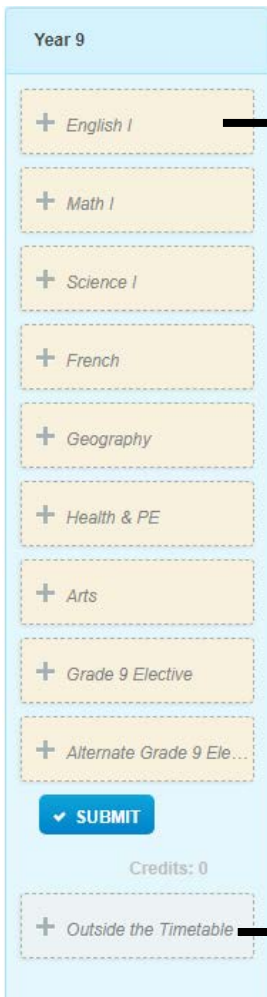 Year 9
English I
Math I
Science I
French
Geography
Health & PE
Arts
Grade 9 Elective
Alternate Grade 9 Ele...
SUBMIT
Credits: 0
Outside the Timetable